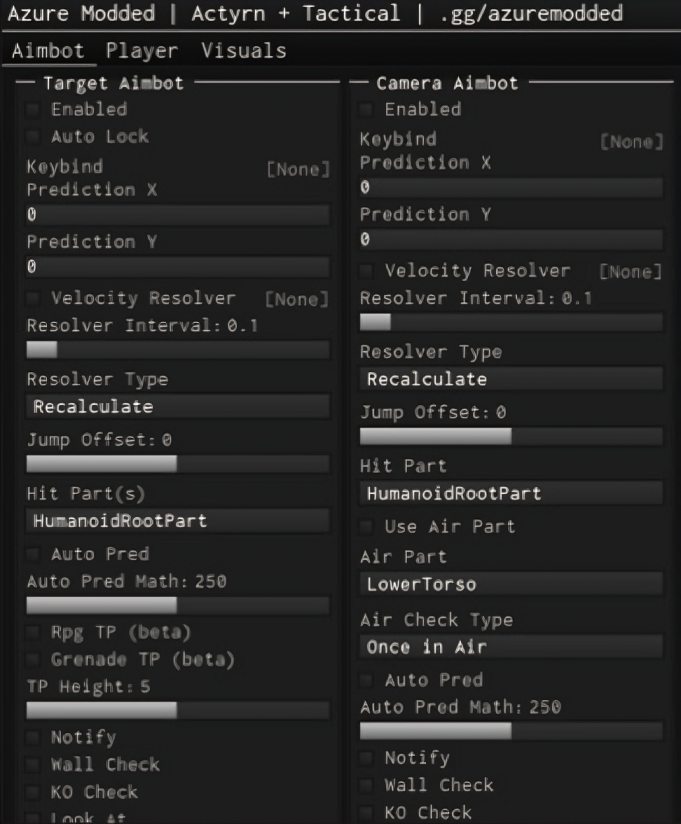 Azure Modded | Actyrn + Tactical | .gg/azuremodded
Aimbot Player Visuals
Target Aimbot
Enabled
Auto Lock
Keybind [None]
Prediction X
0
Prediction Y
0
Velocity Resolver [None]
Resolver Interval: 0.1
Resolver Type
Recalculate
Jump Offset: 0
Hit Part(s)
HumanoidRootPart
Auto Pred
Auto Pred Math: 250
Rpg TP (beta)
Grenade TP (beta)
TP Height: 5
Notify
Wall Check
KO Check
Look At
Camera Aimbot
Enabled
Keybind [None]
Prediction X
0
Prediction Y
0
Velocity Resolver [None]
Resolver Interval: 0.1
Resolver Type
Recalculate
Jump Offset: 0
Hit Part
HumanoidRootPart
Use Air Part
Air Part
LowerTorso
Air Check Type
Once in Air
Auto Pred
Auto Pred Math: 250
Notify
Wall Check
KO Check